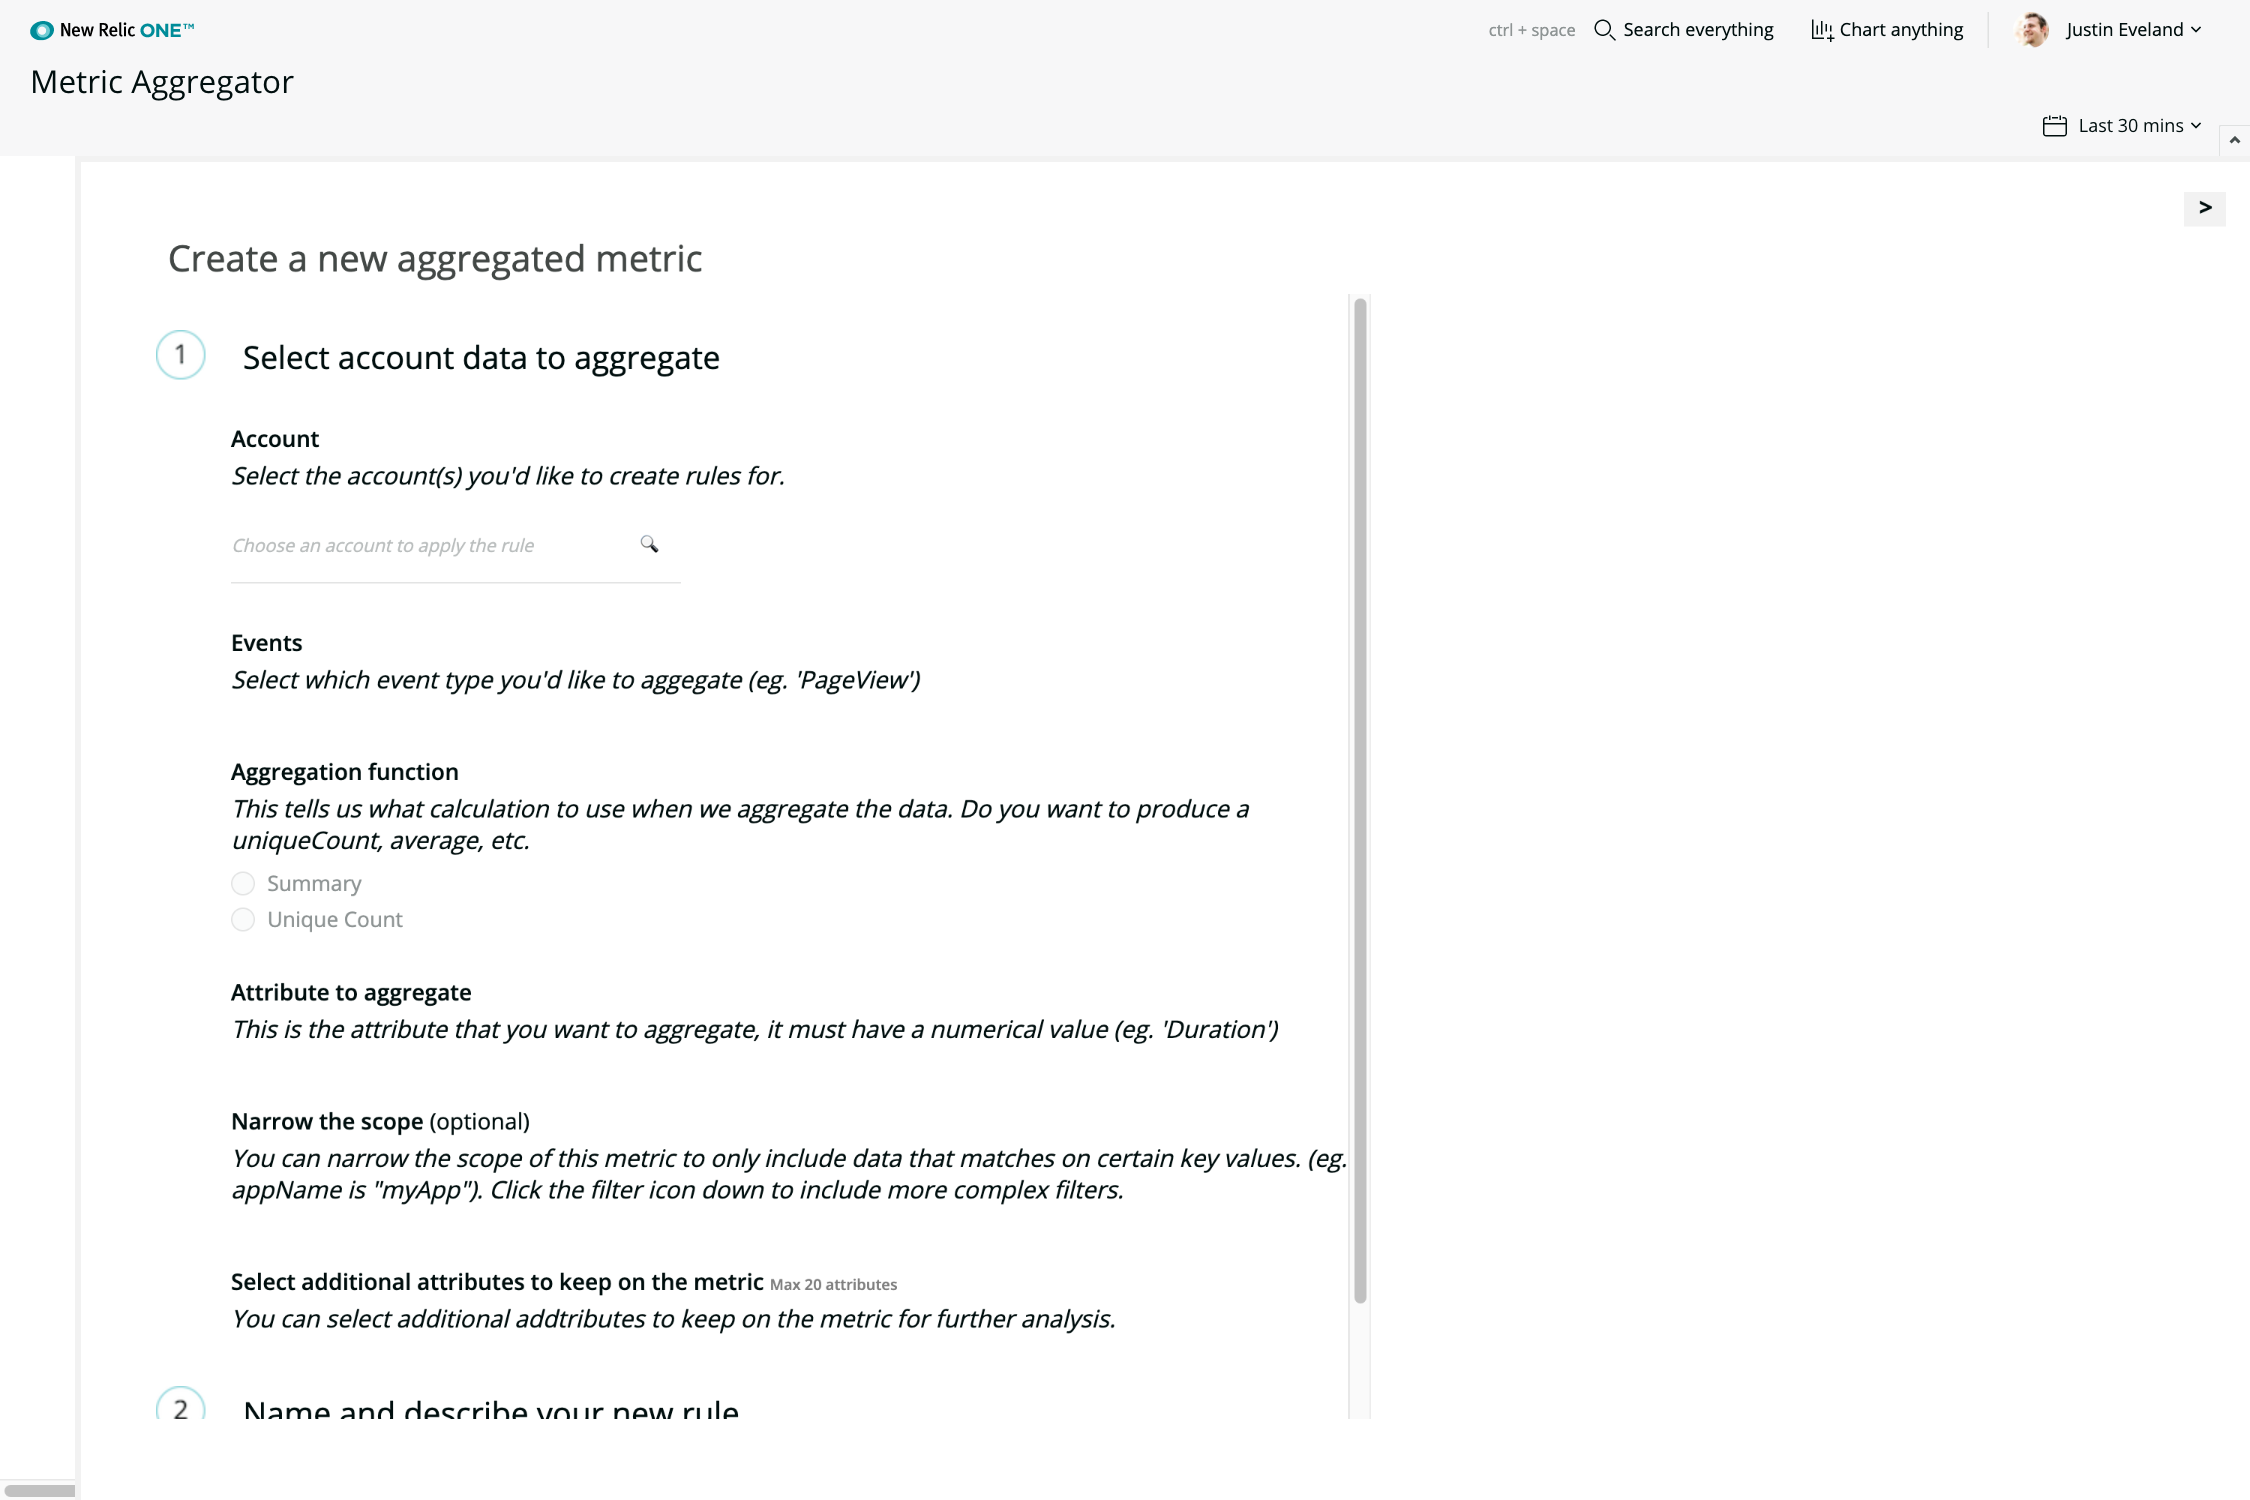 New Relic ONE™
ctrl + space Search everything Chart anything Justin Eveland
Metric Aggregator
Last 30 mins
>
Create a new aggregated metric
1 Select account data to aggregate
Account
Select the account(s) you'd like to create rules for.
Choose an account to apply the rule
Events
Select which event type you'd like to aggegate (eg. 'PageView')
Aggregation function
This tells us what calculation to use when we aggregate the data. Do you want to produce a
uniqueCount, average, etc.
Summary
Unique Count
Attribute to aggregate
This is the attribute that you want to aggregate, it must have a numerical value (eg. 'Duration')
Narrow the scope (optional)
You can narrow the scope of this metric to only include data that matches on certain key values. (eg.
appName is "myApp"). Click the filter icon down to include more complex filters.
Select additional attributes to keep on the metric Max 20 attributes
You can select additional addtributes to keep on the metric for further analysis.
2 Name and describe your new rule